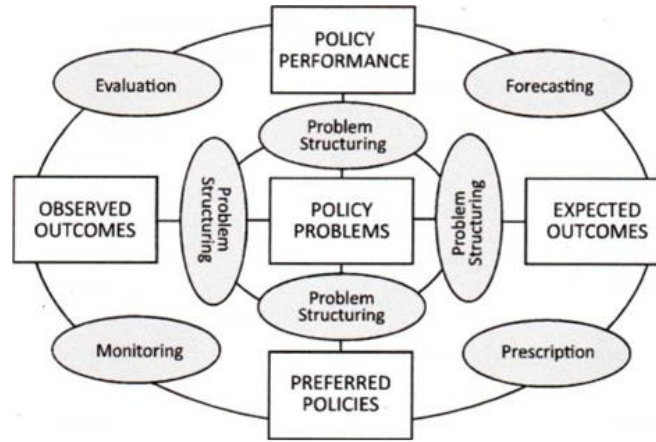 POLICY
PERFORMANCE
Evaluation
Forecasting
Problem
Structuring
OBSERVED
OUTCOMES
Problem
Structuring
POLICY
PROBLEMS
Problem
Structuring
EXPECTED
OUTCOMES
Problem
Structuring
Monitoring
Prescription
PREFERRED
POLICIES